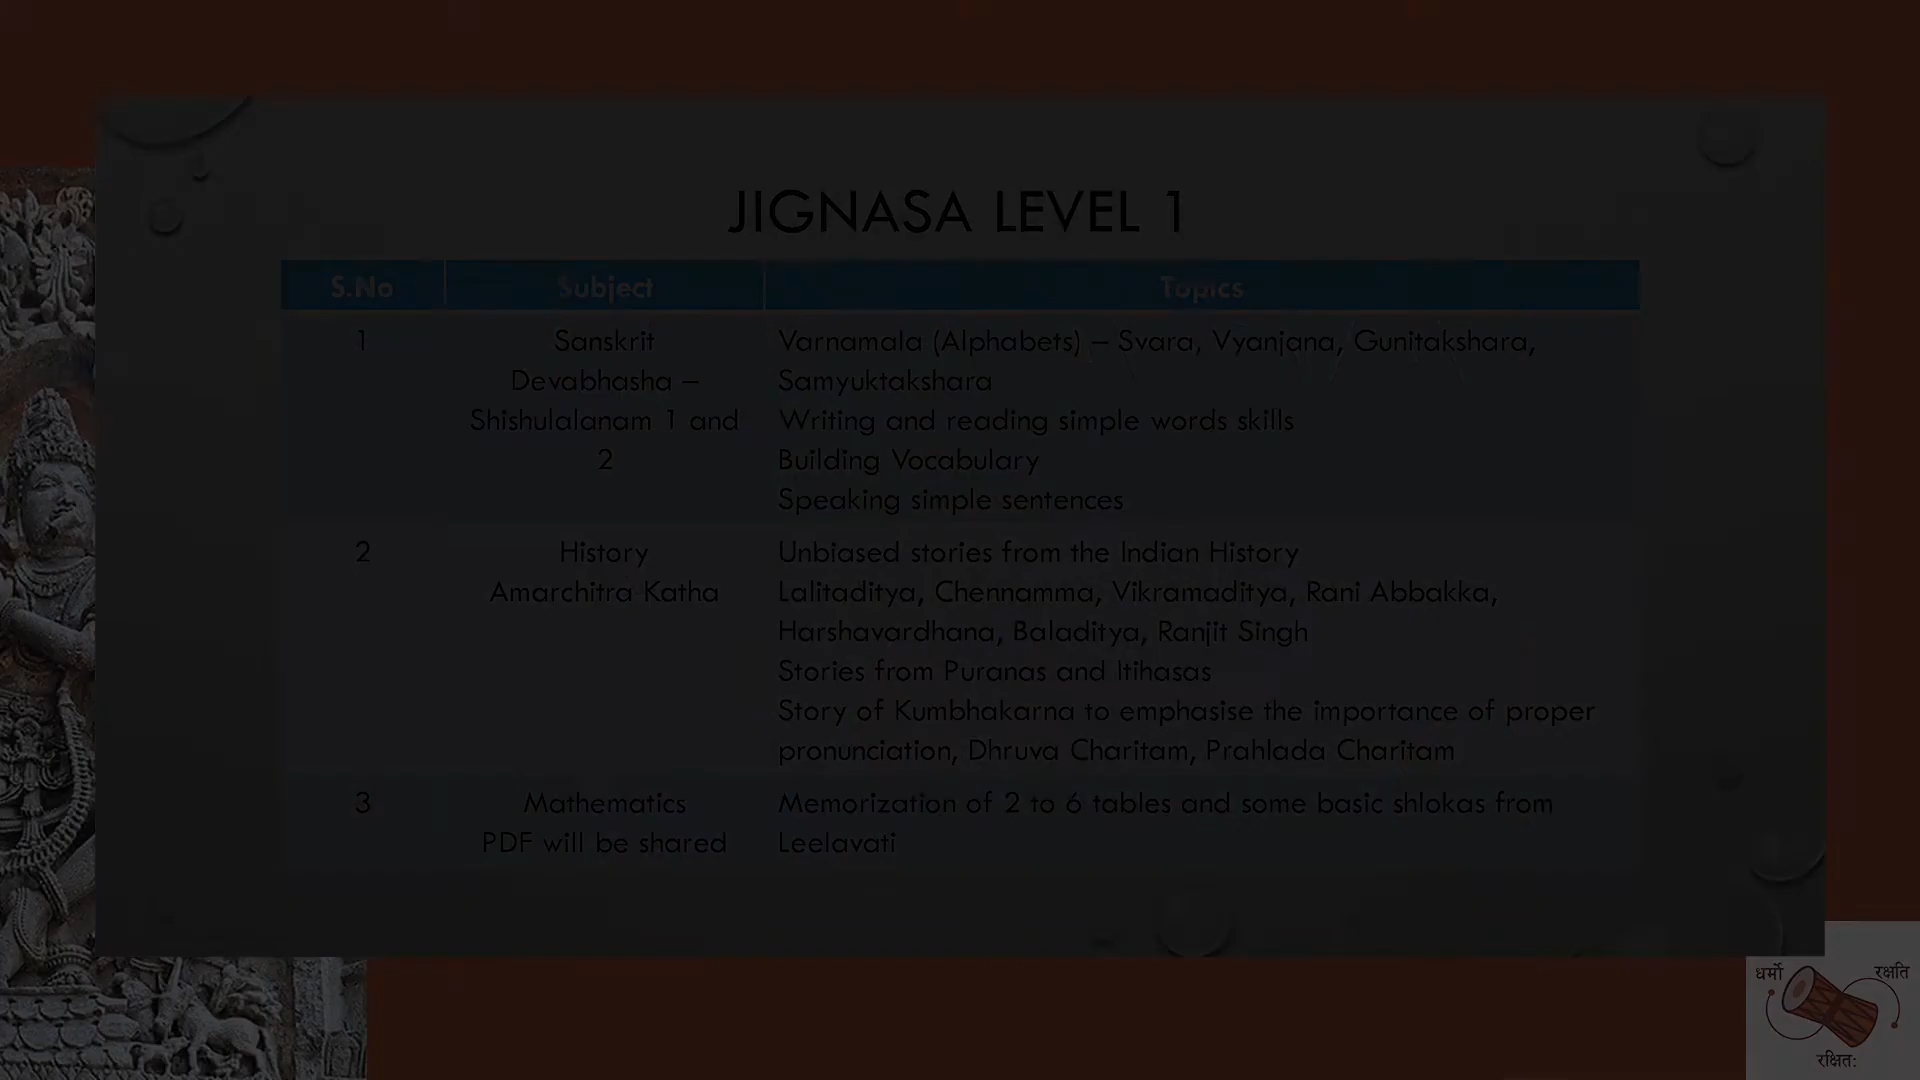 JIGNASA LEVEL 1
S.No Subject Topics
1 Sanskrit Varnamala (Alphabets) – Svara, Vyanjana, Gunitakshara,
Devabhasha – Samyuktakshara
Shishulalanam 1 and Writing and reading simple words skills
2 Building Vocabulary
Speaking simple sentences
2 History Unbiased stories from the Indian History
Amarchitra Katha Lalitaditya, Chennamma, Vikramaditya, Rani Abbakka,
Harshavardhana, Baladitya, Ranjit Singh
Stories from Puranas and Itihasas
Story of Kumbhakarna to emphasise the importance of proper
pronunciation, Dhruva Charitam, Prahlada Charitam
3 Mathematics Memorization of 2 to 6 tables and some basic shlokas from
PDF will be shared Leelavati
धर्मो रक्षति
रक्षितः